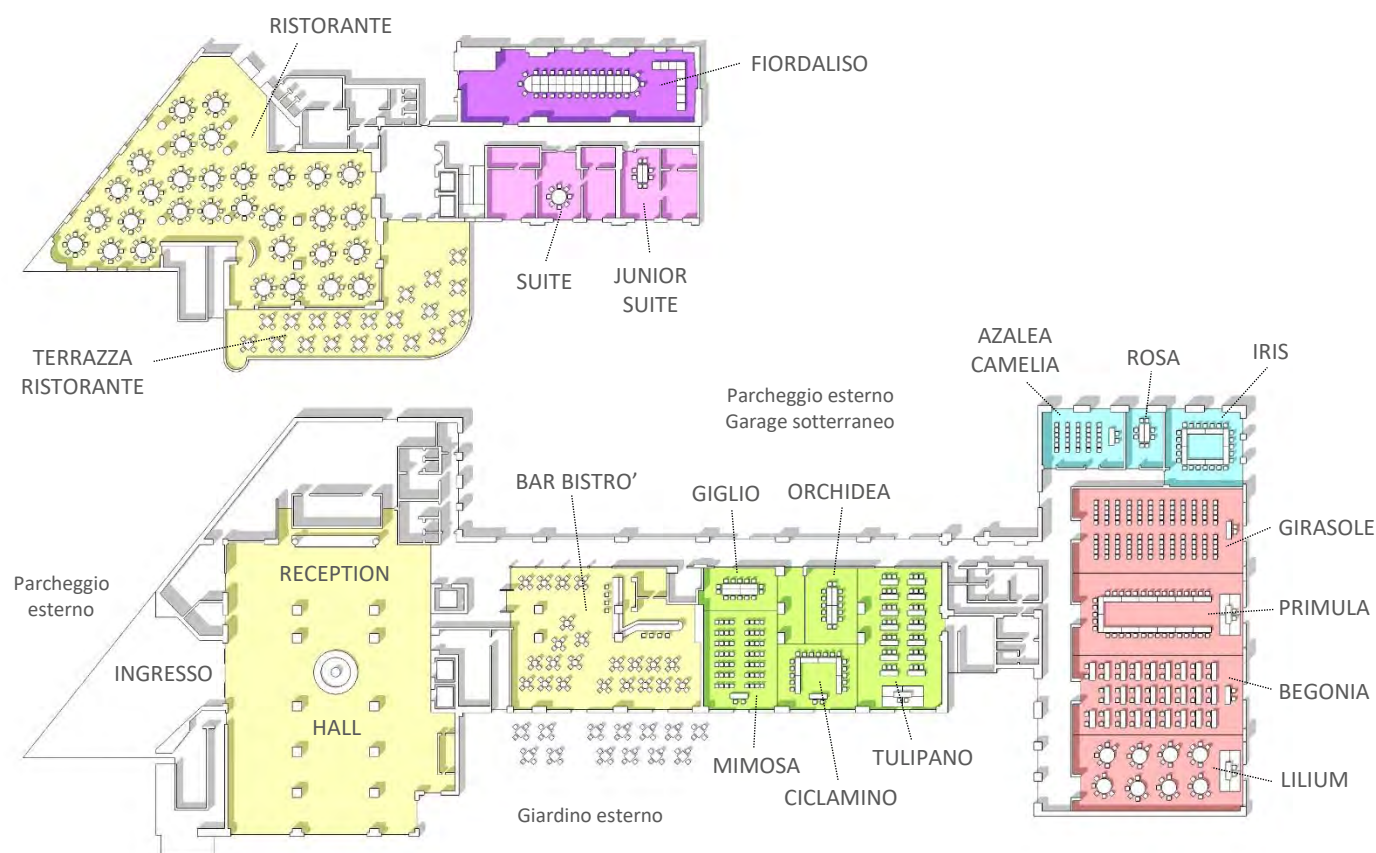 RISTORANTE
FIORDALISO
SUITE
JUNIOR
SUITE
TERRAZZA
RISTORANTE
AZALEA
CAMELIA
ROSA
IRIS
Parcheggio esterno
Garage sotterraneo
BAR BISTRO’
GIGLIO
ORCHIDEA
GIRASOLE
RECEPTION
Parcheggio
esterno
PRIMULA
INGRESSO
BEGONIA
HALL
MIMOSA
TULIPANO
CICLAMINO
LILIUM
Giardino esterno